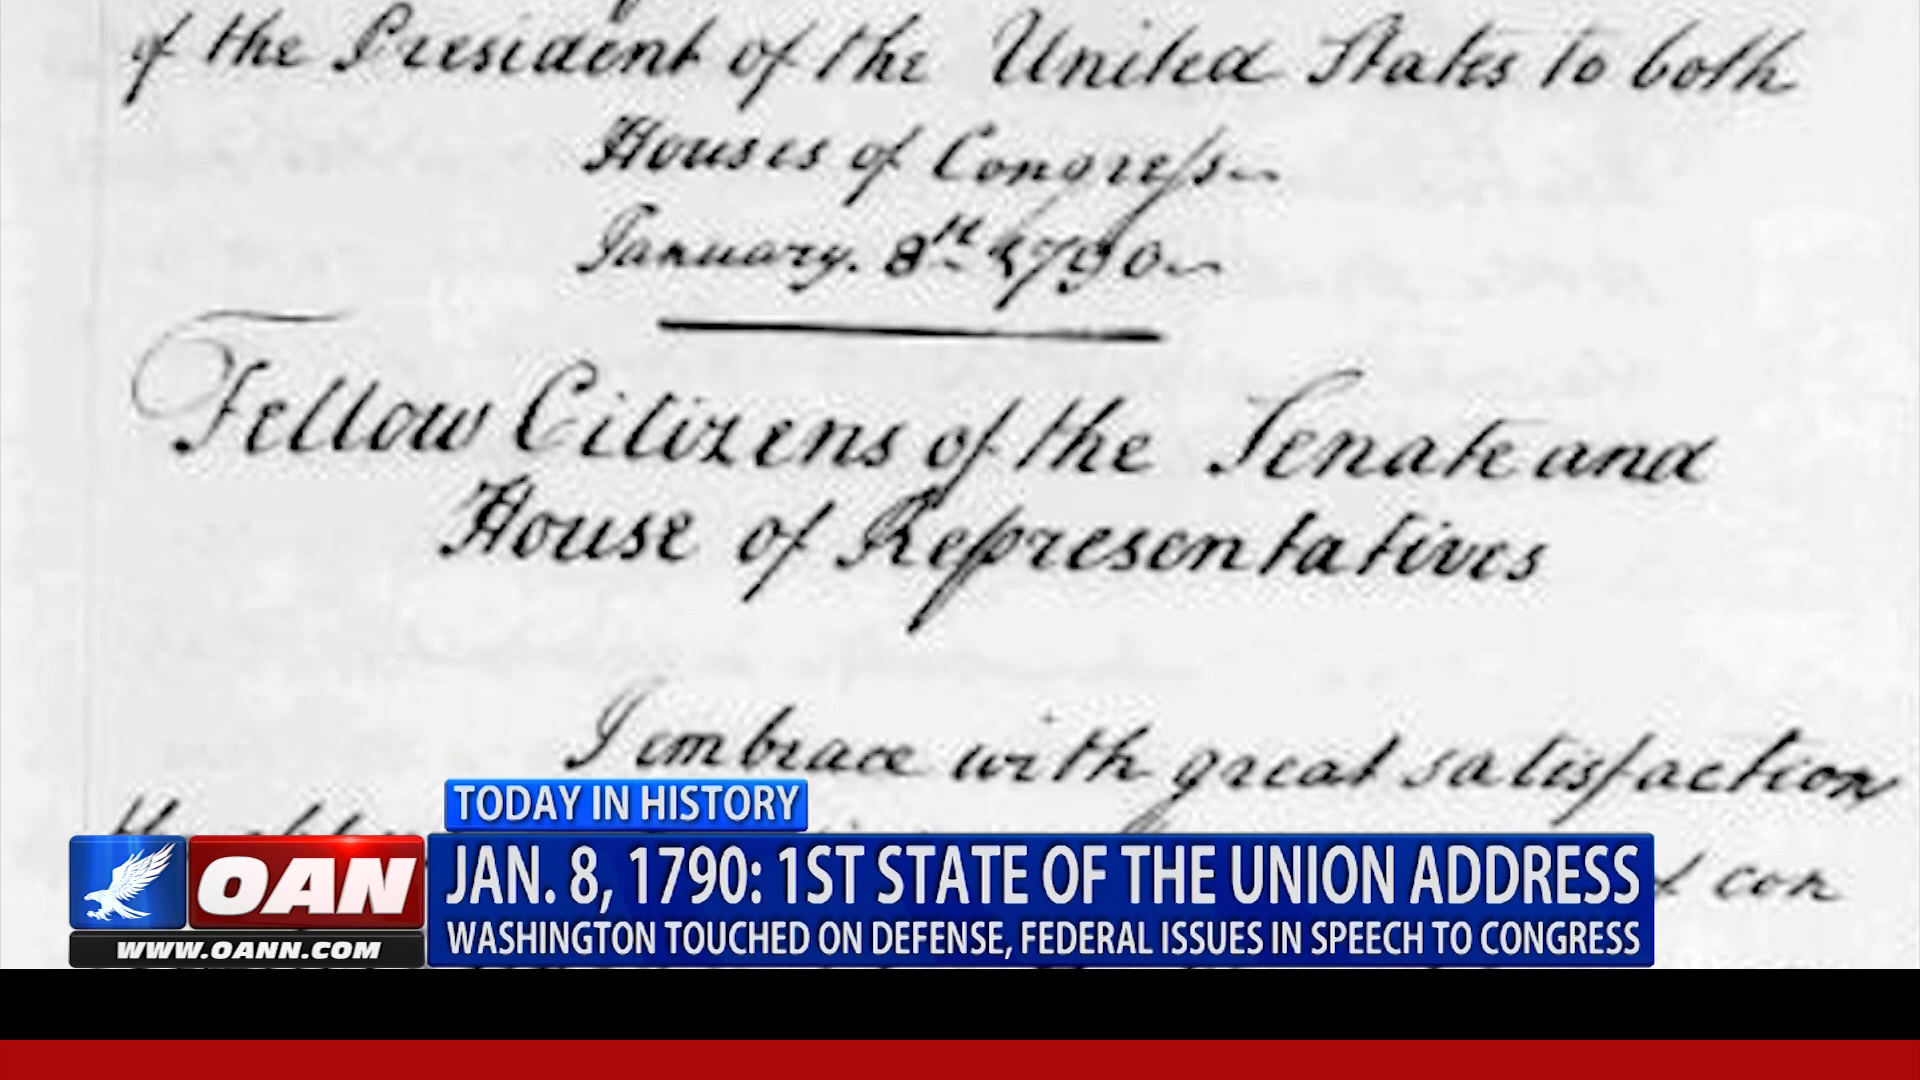 of the President of the United States to both
Houses of Congress
January. 8th 1790
Fellow Citizens of the Senate and
House of Representatives
I embrace with great satisfaction
con
TODAY IN HISTORY
OAN
JAN. 8, 1790: 1ST STATE OF THE UNION ADDRESS
WASHINGTON TOUCHED ON DEFENSE, FEDERAL ISSUES IN SPEECH TO CONGRESS
WWW.OANN.COM